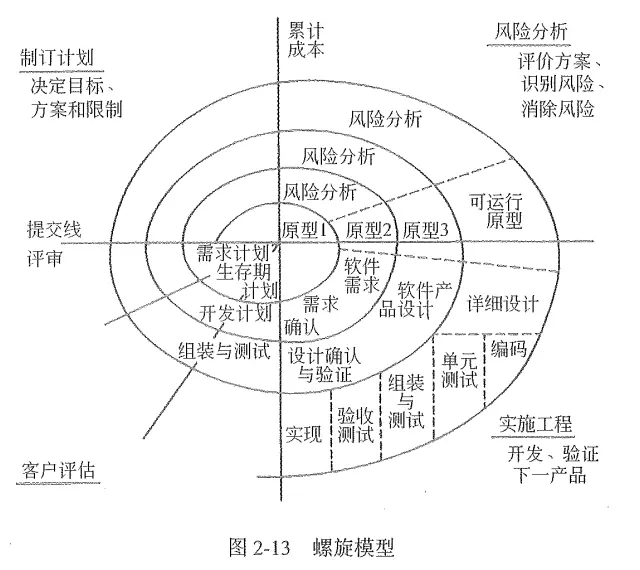 累计
成本
制订计划
决定目标、
方案和限制
风险分析
评价方案、
识别风险、
消除风险
风险分析
风险分析
风险分析
可运行
原型
原型1
原型2
原型3
提交线
评审
需求计划
生存期
计划
软件
需求
软件产
品设计
详细设计
开发计划
需求
确认
组装与测试
设计确认
与验证
组装
与
测试
单元
测试
编码
实现
验收
测试
实施工程
开发、验证
下一产品
客户评估
图 2-13 螺旋模型